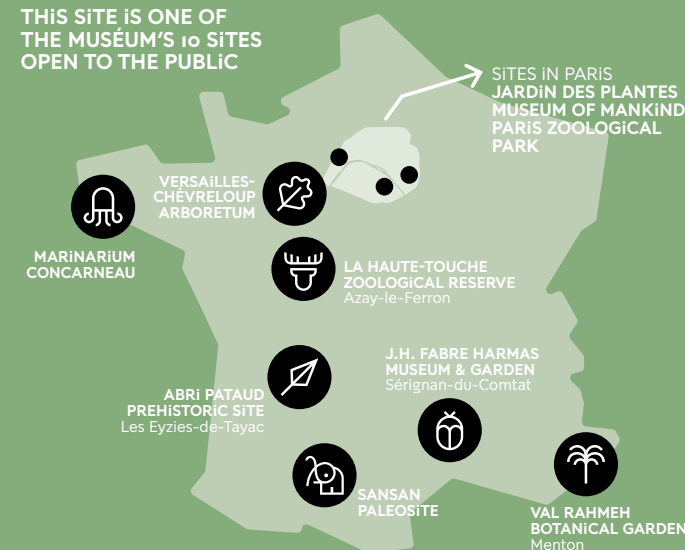 THiS SiTE iS ONE OF
THE MUSÉUM'S 10 SiTES
OPEN TO THE PUBLiC
SiTES iN PARiS
JARDiN DES PLANTES
MUSEUM OF MANKiND
PARiS ZOOLOGiCAL
PARK
VERSAiLLES-
CHÈVRELOUP
ARBORETUM
MARiNARiUM
CONCARNEAU
LA HAUTE-TOUCHE
ZOOLOGiCAL RESERVE
Azay-le-Ferron
J.H. FABRE HARMAS
MUSEUM & GARDEN
Sérignan-du-Comtat
ABRi PATAUD
PREHiSTORiC SiTE
Les Eyzies-de-Tayac
SANSAN
PALEOSiTE
VAL RAHMEH
BOTANiCAL GARDEN
Menton